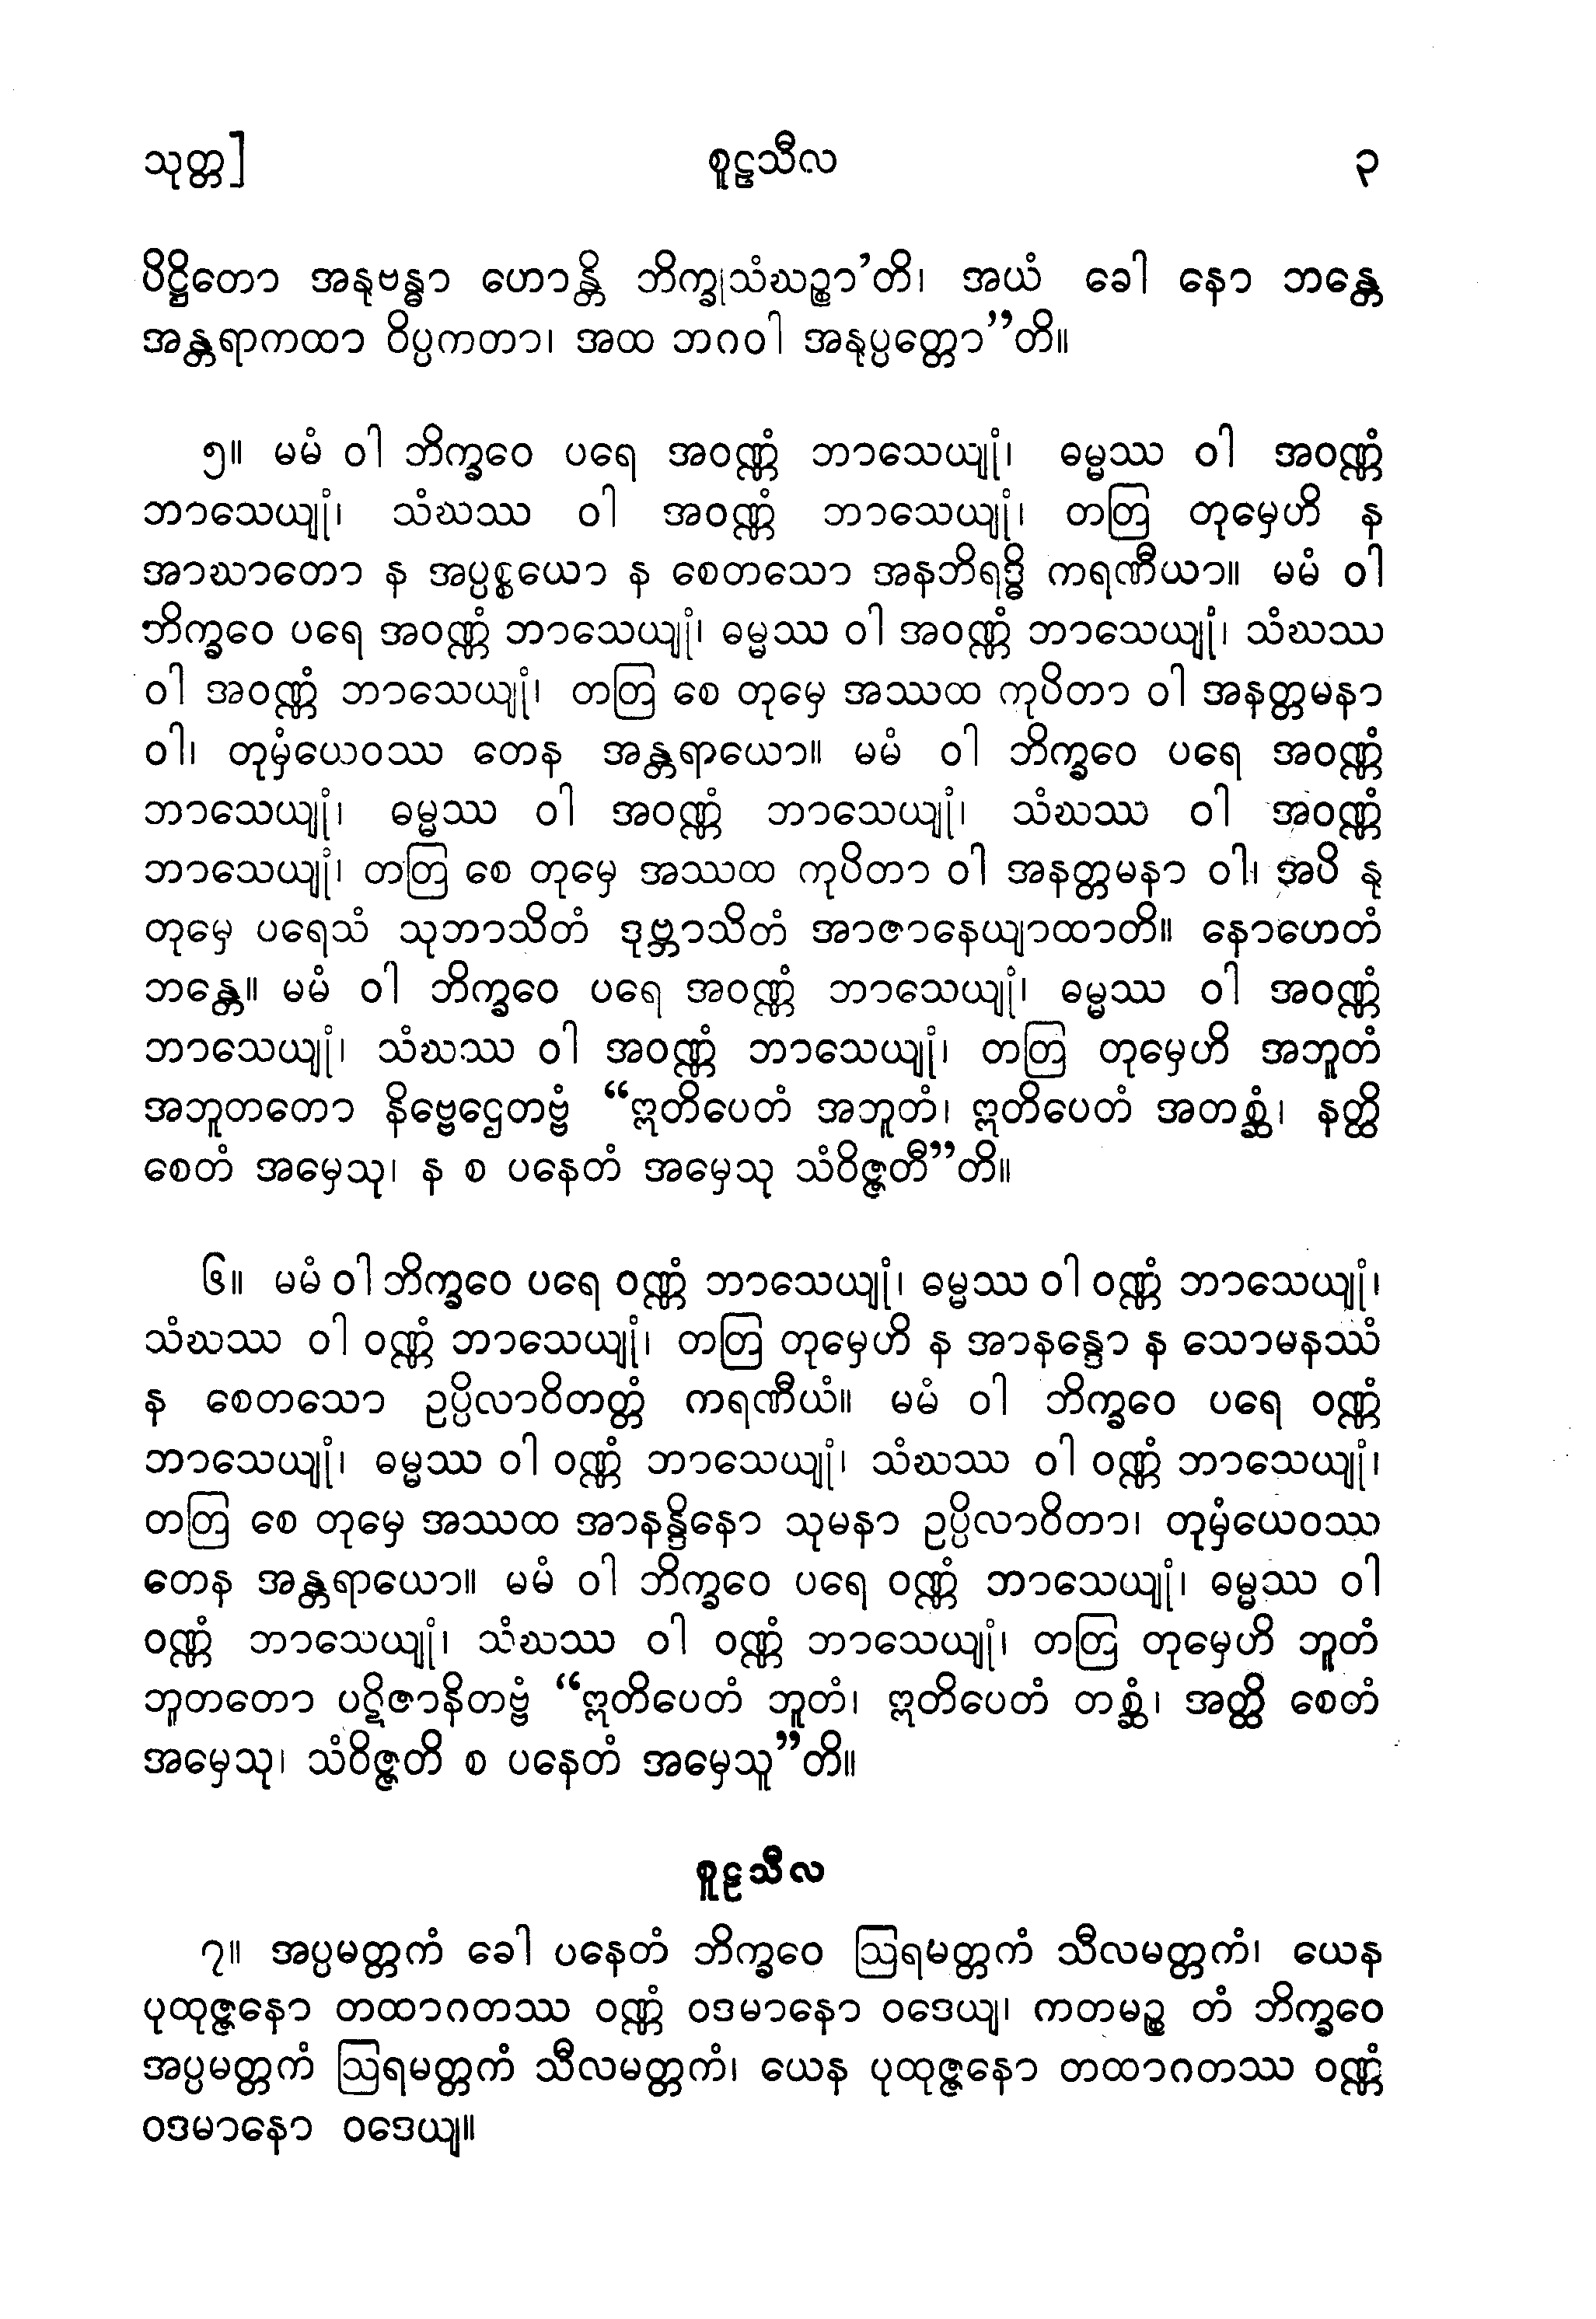 သုတ္တ] စူဠသီလ ၃
ပိဋ္ဌိတော အနုဗန္ဓာ ဟောန္တိ ဘိက္ခုသံဃဉ္စာ’တိ၊ အယံ ခေါ နော ဘန္တေ
အန္တရာကထာ ဝိပ္ပကတာ၊ အထ ဘဂဝါ အနုပ္ပတ္တော”တိ။
၅။ မမံ ဝါ ဘိက္ခဝေ ပရေ အဝဏ္ဏံ ဘာသေယျုံ၊ ဓမ္မဿ ဝါ အဝဏ္ဏံ
ဘာသေယျုံ၊ သံဃဿ ဝါ အဝဏ္ဏံ ဘာသေယျုံ၊ တတြ တုမှေဟိ န
အာဃာတော န အပ္ပစ္စယော န စေတသော အနဘိရဒ္ဓိ ကရဏီယာ။ မမံ ဝါ
ဘိက္ခဝေ ပရေ အဝဏ္ဏံ ဘာသေယျုံ၊ ဓမ္မဿ ဝါ အဝဏ္ဏံ ဘာသေယျုံ၊ သံဃဿ
ဝါ အဝဏ္ဏံ ဘာသေယျုံ၊ တတြ စေ တုမှေ အဿထ ကုပိတာ ဝါ အနတ္တမနာ
ဝါ၊ တုမှံယေဝဿ တေန အန္တရာယော။ မမံ ဝါ ဘိက္ခဝေ ပရေ အဝဏ္ဏံ
ဘာသေယျုံ၊ ဓမ္မဿ ဝါ အဝဏ္ဏံ ဘာသေယျုံ၊ သံဃဿ ဝါ အဝဏ္ဏံ
ဘာသေယျုံ၊ တတြ စေ တုမှေ အဿထ ကုပိတာ ဝါ အနတ္တမနာ ဝါ၊ အပိ နု
တုမှေ ပရေသံ သုဘာသိတံ ဒုဗ္ဘာသိတံ အာဇာနေယျာထာတိ။ နောဟေတံ
ဘန္တေ။ မမံ ဝါ ဘိက္ခဝေ ပရေ အဝဏ္ဏံ ဘာသေယျုံ၊ ဓမ္မဿ ဝါ အဝဏ္ဏံ
ဘာသေယျုံ၊ သံဃဿ ဝါ အဝဏ္ဏံ ဘာသေယျုံ၊ တတြ တုမှေဟိ အဘူတံ
အဘူတတော နိဗ္ဗေဌေတဗ္ဗံ “ဣတိပေတံ အဘူတံ၊ ဣတိပေတံ အတစ္ဆံ၊ နတ္ထိ
စေတံ အမှေသု၊ န စ ပနေတံ အမှေသု သံဝိဇ္ဇတီ”တိ။
၆။ မမံ ဝါ ဘိက္ခဝေ ပရေ ဝဏ္ဏံ ဘာသေယျုံ၊ ဓမ္မဿ ဝါ ဝဏ္ဏံ ဘာသေယျုံ၊
သံဃဿ ဝါ ဝဏ္ဏံ ဘာသေယျုံ၊ တတြ တုမှေဟိ န အာနန္ဒော န သောမနဿံ
န စေတသော ဥပ္ပိလာဝိတတ္တံ ကရဏီယံ။ မမံ ဝါ ဘိက္ခဝေ ပရေ ဝဏ္ဏံ
ဘာသေယျုံ၊ ဓမ္မဿ ဝါ ဝဏ္ဏံ ဘာသေယျုံ၊ သံဃဿ ဝါ ဝဏ္ဏံ ဘာသေယျုံ၊
တတြ စေ တုမှေ အဿထ အာနန္ဒိနော သုမနာ ဥပ္ပိလာဝိတာ၊ တုမှံယေဝဿ
တေန အန္တရာယော။ မမံ ဝါ ဘိက္ခဝေ ပရေ ဝဏ္ဏံ ဘာသေယျုံ၊ ဓမ္မဿ ဝါ
ဝဏ္ဏံ ဘာသေယျုံ၊ သံဃဿ ဝါ ဝဏ္ဏံ ဘာသေယျုံ၊ တတြ တုမှေဟိ ဘူတံ
ဘူတတော ပဋိဇာနိတဗ္ဗံ “ဣတိပေတံ ဘူတံ၊ ဣတိပေတံ တစ္ဆံ၊ အတ္ထိ စေတံ
အမှေသု၊ သံဝိဇ္ဇတိ စ ပနေတံ အမှေသူ”တိ။
စူဠသီလ
၇။ အပ္ပမတ္တကံ ခေါ ပနေတံ ဘိက္ခဝေ ဩရမတ္တကံ သီလမတ္တကံ၊ ယေန
ပုထုဇ္ဇနော တထာဂတဿ ဝဏ္ဏံ ဝဒမာနော ဝဒေယျ၊ ကတမဉ္စ တံ ဘိက္ခဝေ
အပ္ပမတ္တကံ ဩရမတ္တကံ သီလမတ္တကံ၊ ယေန ပုထုဇ္ဇနော တထာဂတဿ ဝဏ္ဏံ
ဝဒမာနော ဝဒေယျ။